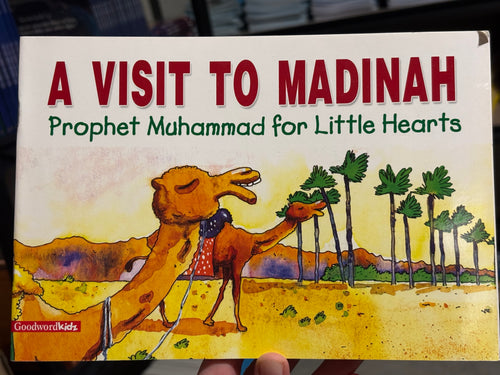 A VISIT TO MADINAH
Prophet Muhammad for Little Hearts
Goodwordkidz